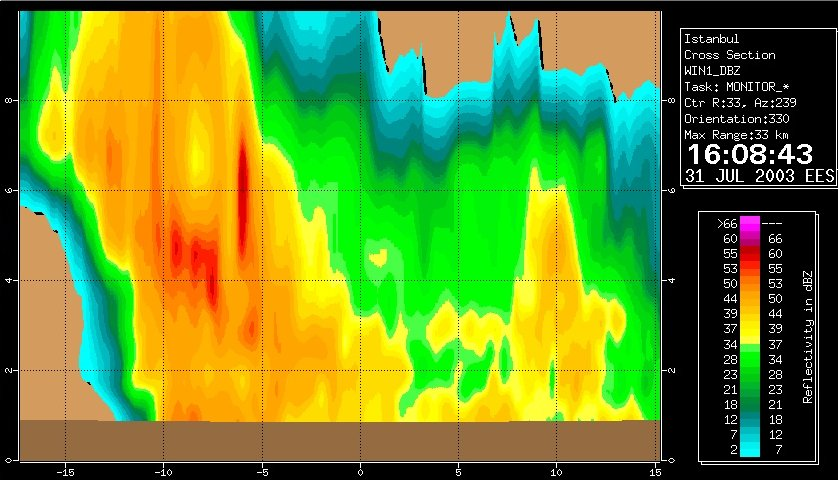 Istanbul
Cross Section
WIN1_DBZ
Task: MONITOR_*
Ctr R:33, Az:239
Orientation:330
Max Range:33 km
16:08:43
31 JUL 2003 EES
8 8
6 6
4 4
2 2
0 0
-15 -10 -5 0 5 10 15
>66 ---
60 66
55 60
53 55
50 53
44 50
39 44
37 39
34 37
28 34
23 28
21 23
18 21
12 18
7 12
2 7
Reflectivity in dBZ